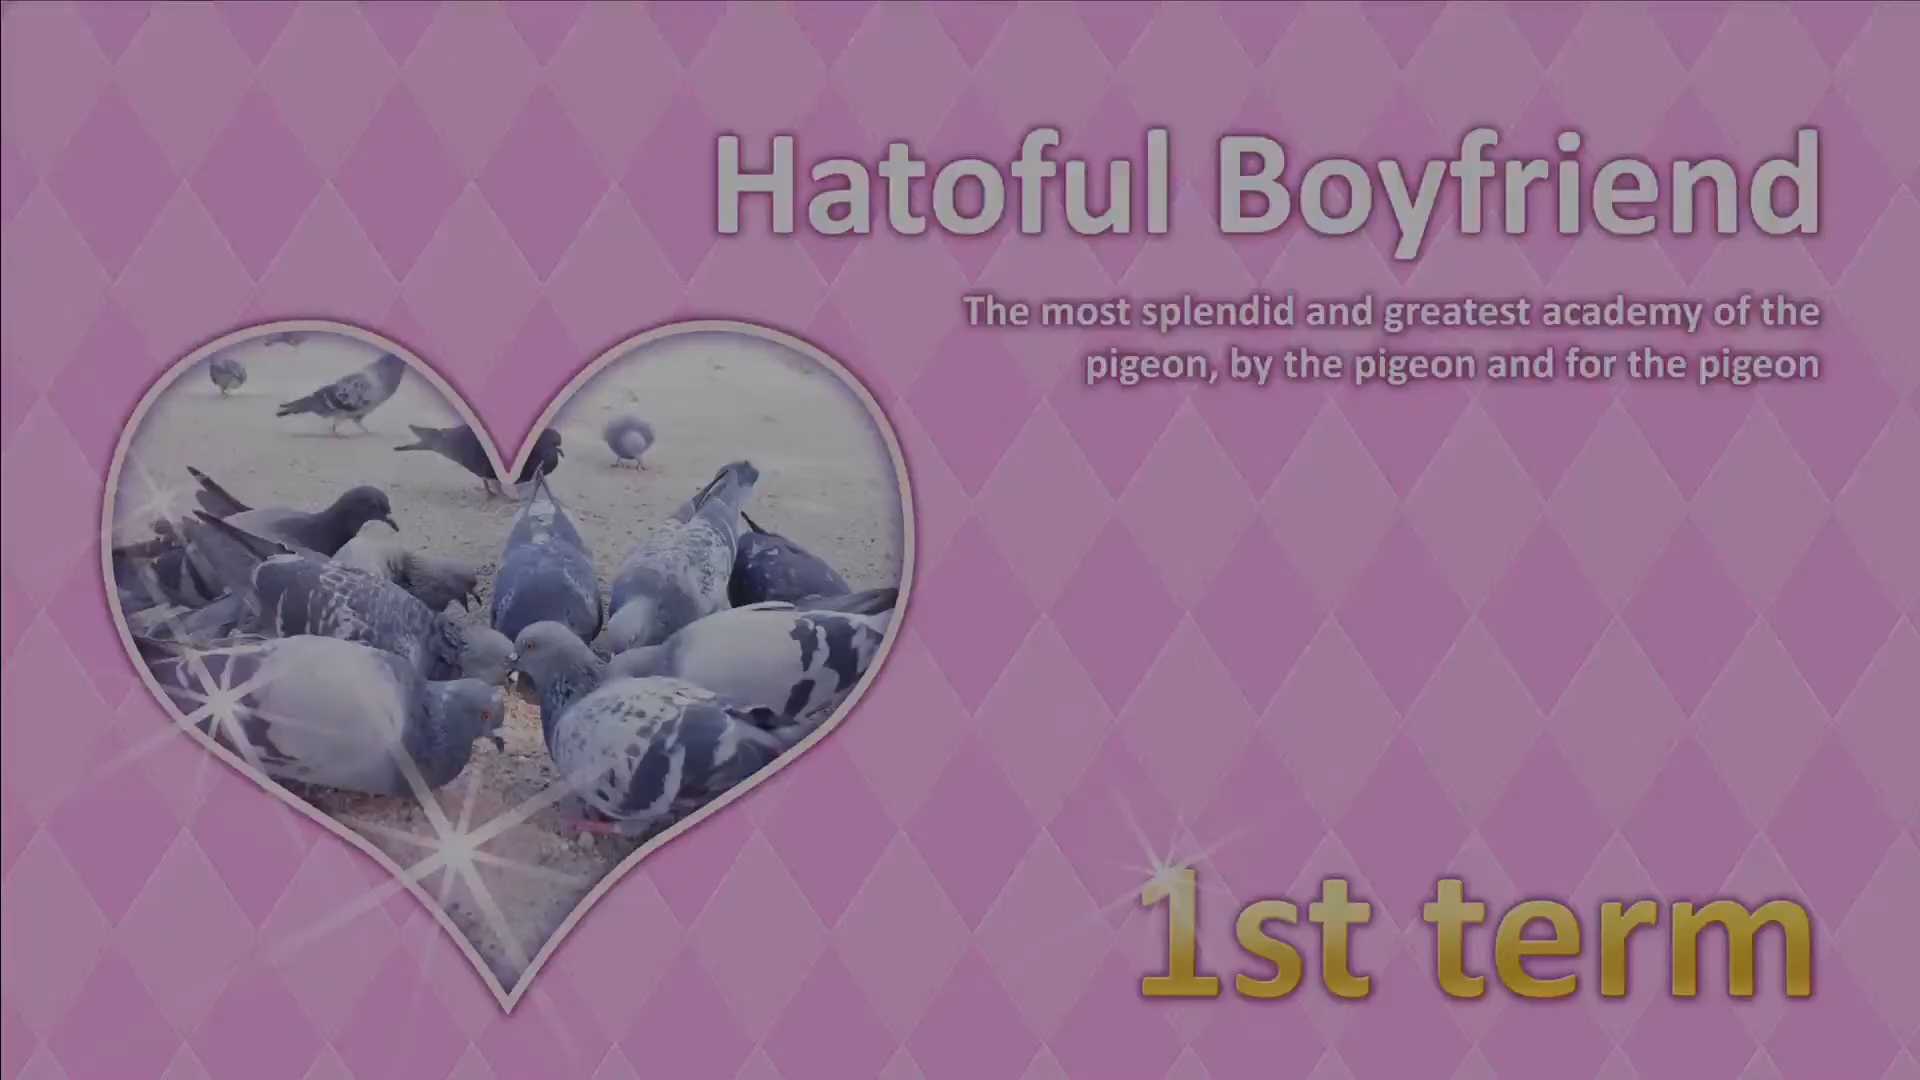 Hatoful Boyfriend
The most splendid and greatest academy of the
pigeon, by the pigeon and for the pigeon
1st term